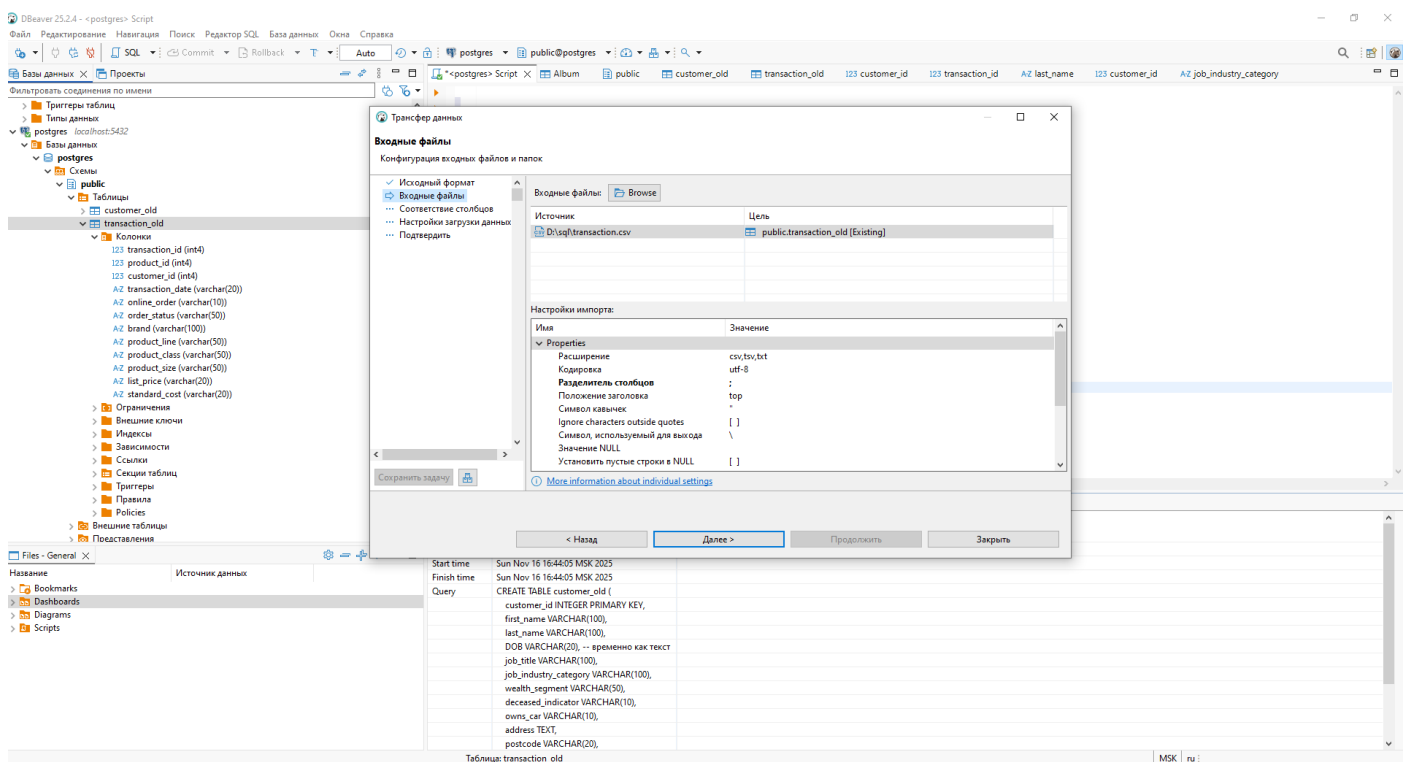 DBeaver 25.2.4 - <postgres> Script
Файл Редактирование Навигация Поиск Редактор SQL База данных Окна Справка
SQL Commit Rollback T Auto postgres public@postgres
Базы данных Проекты
*<postgres> Script Album public customer_old transaction_old 123 customer_id 123 transaction_id A-Z last_name 123 customer_id A-Z job_industry_category
Фильтровать соединения по имени
Триггеры таблиц
Типы данных
postgres localhost:5432
Базы данных
postgres
Схемы
public
Таблицы
customer_old
transaction_old
Колонки
123 transaction_id (int4)
123 product_id (int4)
123 customer_id (int4)
A-Z transaction_date (varchar(20))
A-Z online_order (varchar(10))
A-Z order_status (varchar(50))
A-Z brand (varchar(100))
A-Z product_line (varchar(50))
A-Z product_class (varchar(50))
A-Z product_size (varchar(50))
A-Z list_price (varchar(20))
A-Z standard_cost (varchar(20))
Ограничения
Внешние ключи
Индексы
Зависимости
Ссылки
Секции таблиц
Триггеры
Правила
Policies
Внешние таблицы
Представления
Трансфер данных
Входные файлы
Конфигурация входных файлов и папок
Исходный формат
Входные файлы
Соответствие столбцов
Настройки загрузки данных
Подтвердить
Сохранить задачу
Входные файлы: Browse
Источник Цель
D:\sql\transaction.csv public.transaction_old [Existing]
Настройки импорта:
Имя Значение
Properties
Расширение csv,tsv,txt
Кодировка utf-8
Разделитель столбцов ;
Положение заголовка top
Символ кавычек "
Ignore characters outside quotes [ ]
Символ, используемый для выхода \
Значение NULL
Установить пустые строки в NULL [ ]
More information about individual settings
< Назад Далее > Продолжить Закрыть
Files - General
Название Источник данных
Bookmarks
Dashboards
Diagrams
Scripts
Start time Sun Nov 16 16:44:05 MSK 2025
Finish time Sun Nov 16 16:44:05 MSK 2025
Query CREATE TABLE customer_old (
customer_id INTEGER PRIMARY KEY,
first_name VARCHAR(100),
last_name VARCHAR(100),
DOB VARCHAR(20), -- временно как текст
job_title VARCHAR(100),
job_industry_category VARCHAR(100),
wealth_segment VARCHAR(50),
deceased_indicator VARCHAR(10),
owns_car VARCHAR(10),
address TEXT,
postcode VARCHAR(20),
Таблица: transaction_old MSK ru